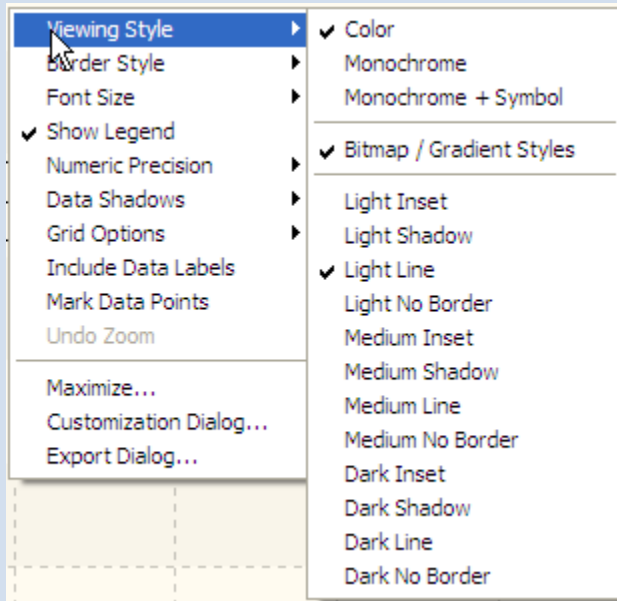 Viewing Style
Border Style
Font Size
Show Legend
Numeric Precision
Data Shadows
Grid Options
Include Data Labels
Mark Data Points
Undo Zoom
Maximize...
Customization Dialog...
Export Dialog...
Color
Monochrome
Monochrome + Symbol
Bitmap / Gradient Styles
Light Inset
Light Shadow
Light Line
Light No Border
Medium Inset
Medium Shadow
Medium Line
Medium No Border
Dark Inset
Dark Shadow
Dark Line
Dark No Border